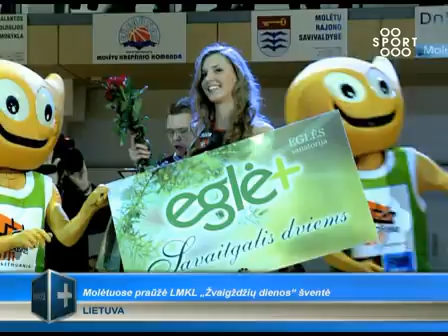 MOLĖTŲ KREPŠINIO KOMANDA
MOLĖTŲ
RAJONO
SAVIVALDYBĖ
SPORT
EGLĖS
sanatorija
eglė+
Savaitgalis dviems
LITHUANIA
Molėtuose praūžė LMKL „Žvaigždžių dienos“ šventė
LIETUVA